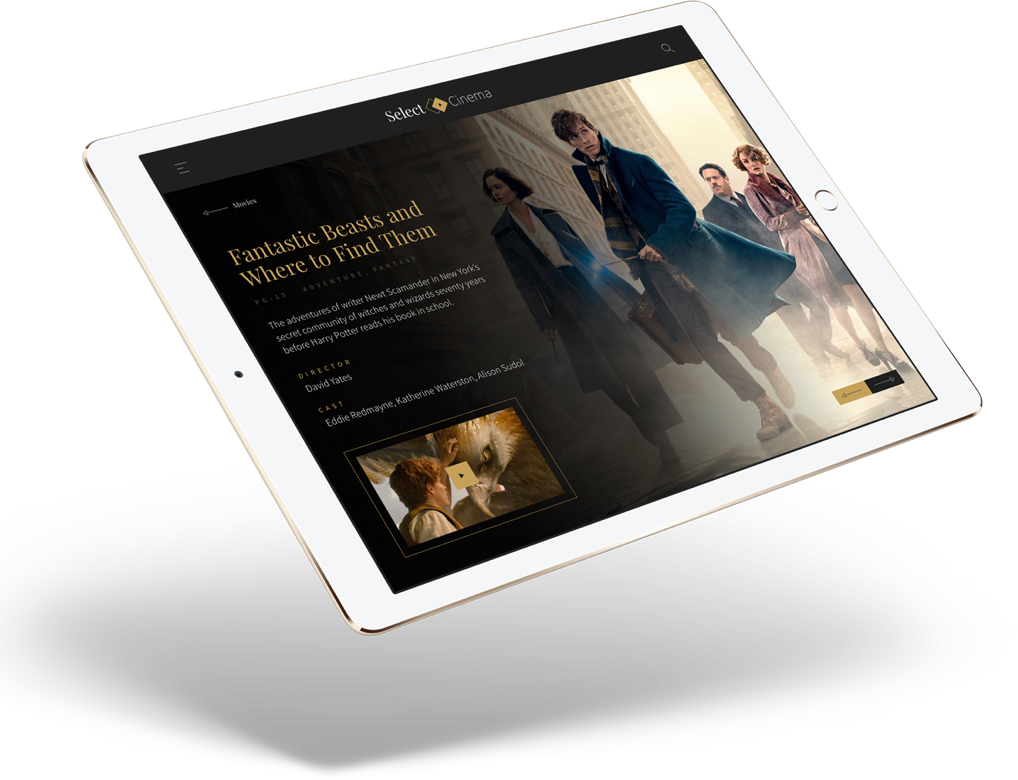 Select Cinema
Movies
Fantastic Beasts and
Where to Find Them
PG-13 ADVENTURE, FANTASY
The adventures of writer Newt Scamander in New York's
secret community of witches and wizards seventy years
before Harry Potter reads his book in school.
DIRECTOR
David Yates
CAST
Eddie Redmayne, Katherine Waterston, Alison Sudol